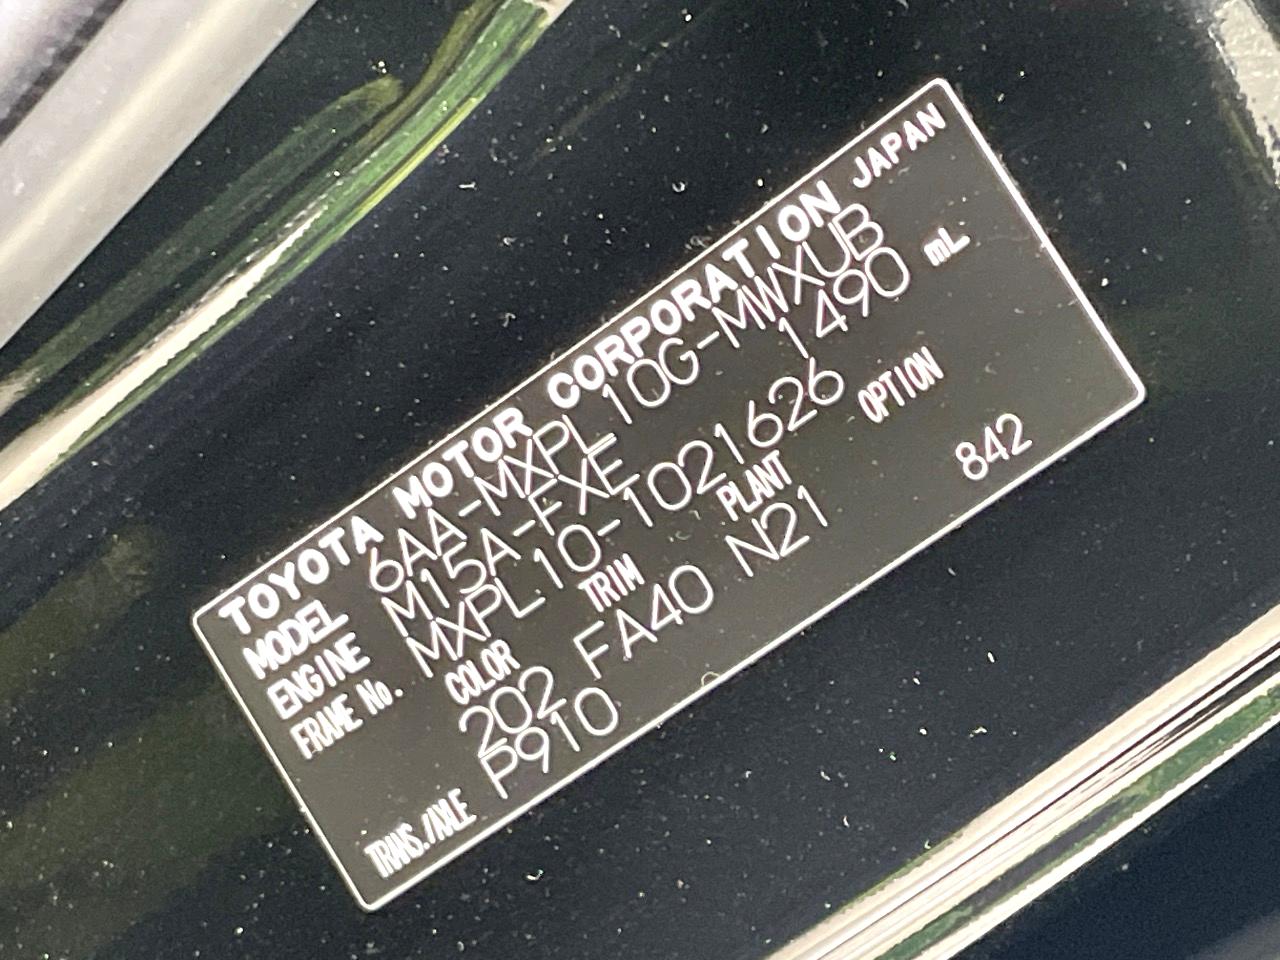 TOYOTA MOTOR CORPORATION JAPAN
MODEL 6AA-MXPL10G-MWXUB
ENGINE M15A-FXE 1490 mL
FRAME No. MXPL10-1021626
COLOR TRIM PLANT OPTION
202 FA40 N21 842
TRANS./AXLE P910